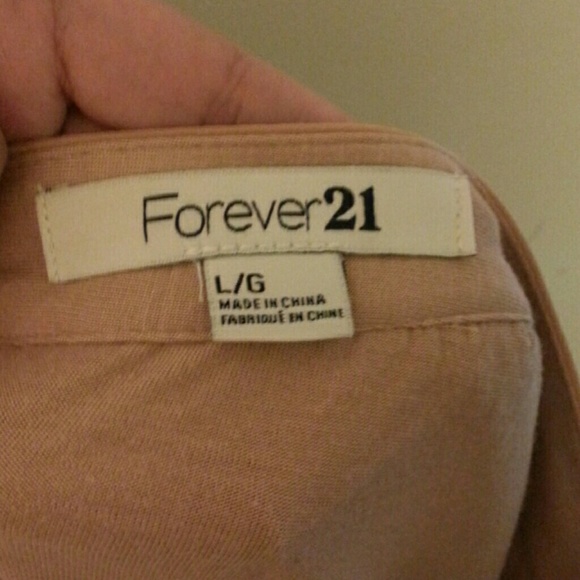 Forever21
L/G
MADE IN CHINA
FABRIQUÉ EN CHINE